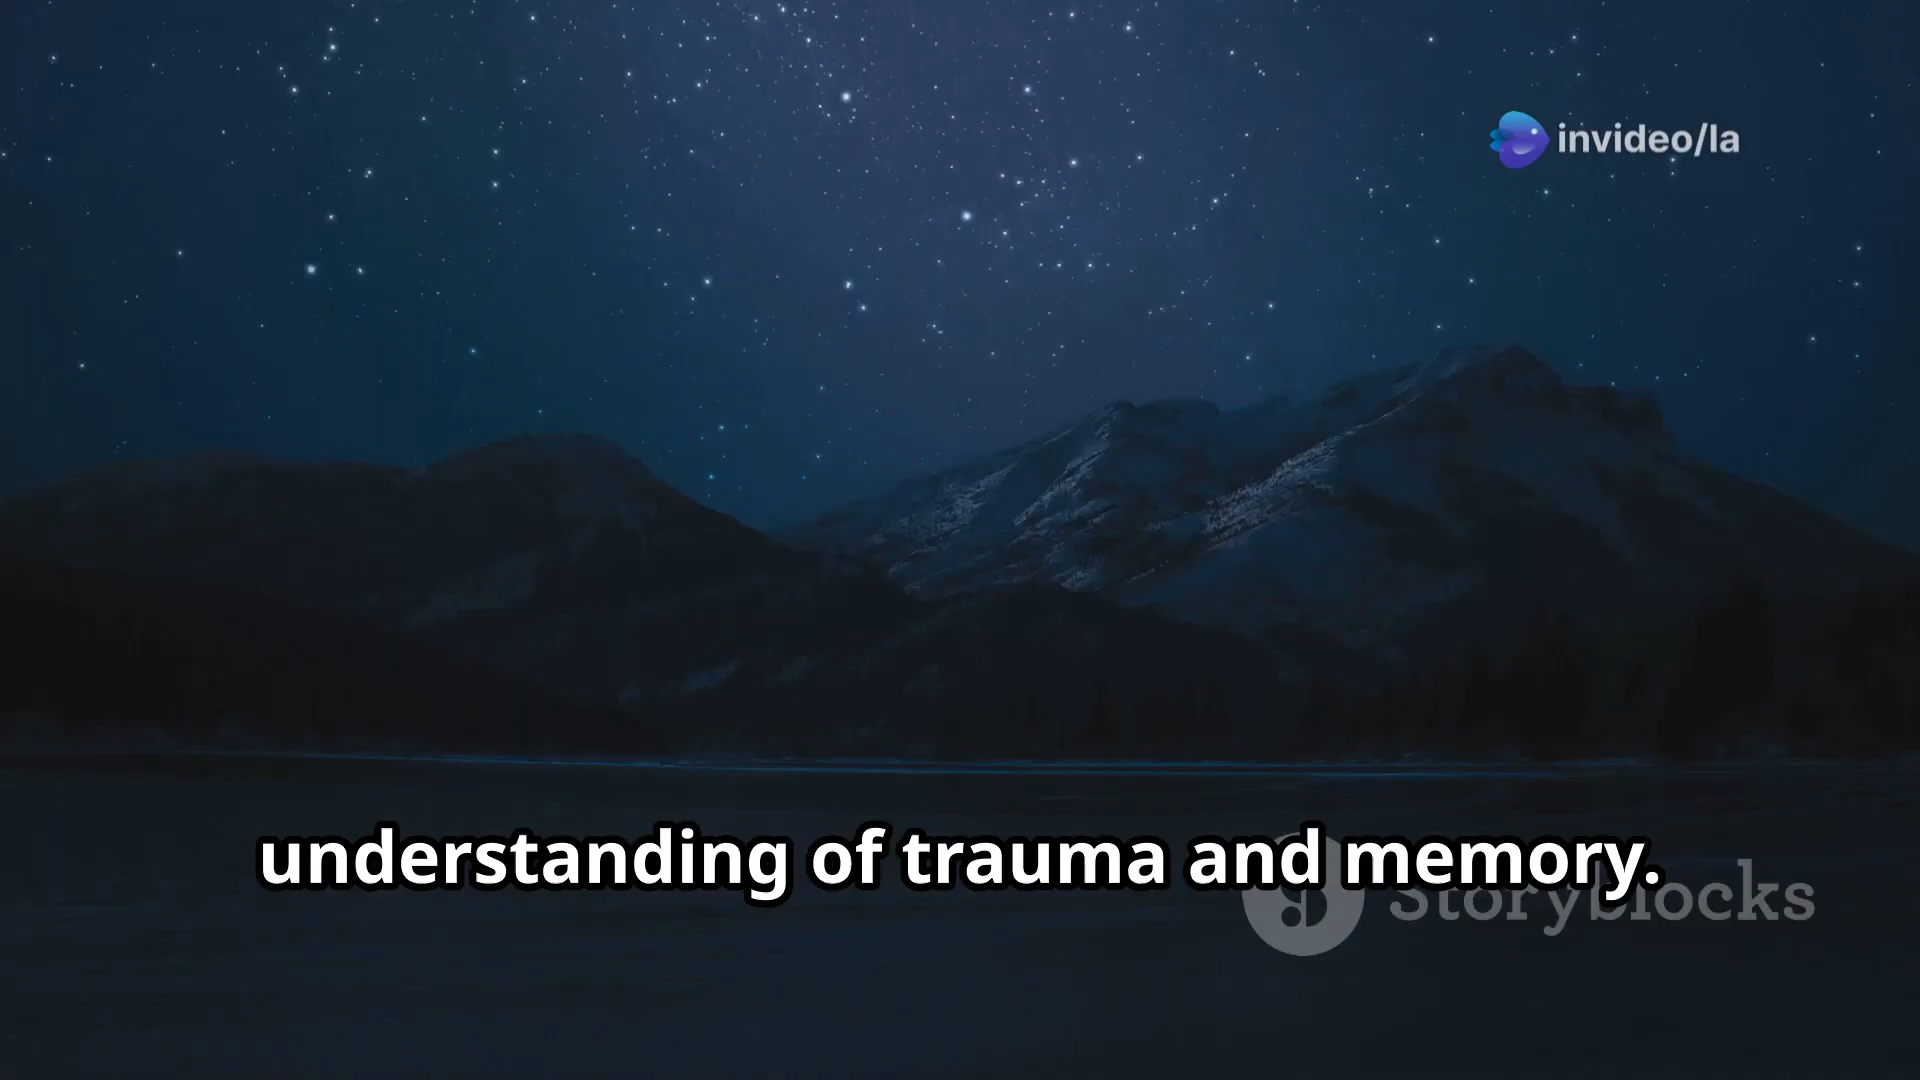 invideo/la
understanding of trauma and memory.
Storyblocks